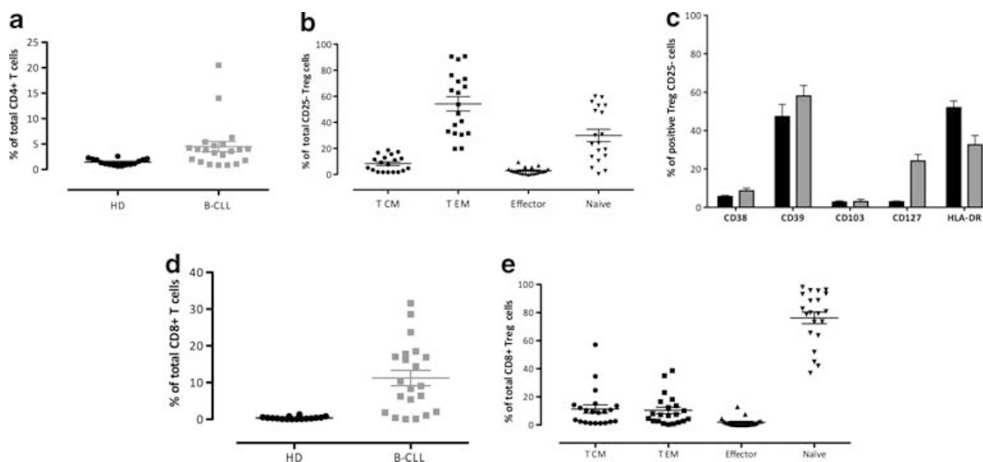 a
% of total CD4+ T cells
25
20
15
10
5
0
HD B-CLL
b
% of total CD25- Treg cells
100
80
60
40
20
0
T CM T EM Effector Naive
c
% of positive Treg CD25- cells
100
80
60
40
20
0
CD38 CD39 CD103 CD127 HLA-DR
d
% of total CD8+ T cells
40
30
20
10
0
HD B-CLL
e
% of total CD8+ Treg cells
100
80
60
40
20
0
T CM T EM Effector Naïve